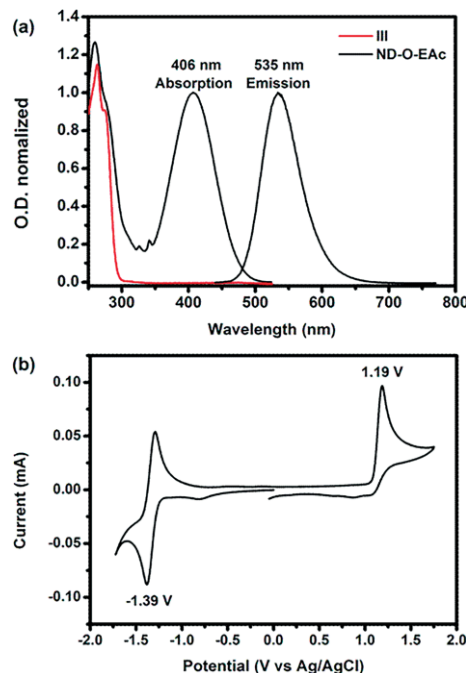 (a)
III
ND-O-EAc
406 nm
Absorption
535 nm
Emission
O.D. nomalized
1.4
1.2
1.0
0.8
0.6
0.4
0.2
0.0
300 400 500 600 700 800
Wavelength (nm)
(b)
1.19 V
-1.39 V
Current (mA)
0.10
0.05
0.00
-0.05
-0.10
-2.0 -1.5 -1.0 -0.5 0.0 0.5 1.0 1.5 2.0
Potential (V vs Ag/AgCl)